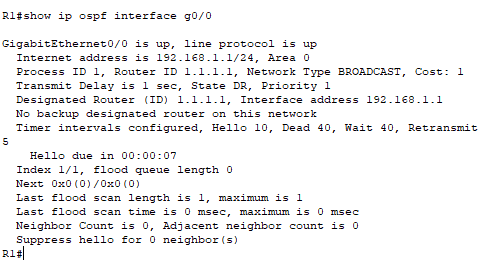 R1#show ip ospf interface g0/0
GigabitEthernet0/0 is up, line protocol is up
Internet address is 192.168.1.1/24, Area 0
Process ID 1, Router ID 1.1.1.1, Network Type BROADCAST, Cost: 1
Transmit Delay is 1 sec, State DR, Priority 1
Designated Router (ID) 1.1.1.1, Interface address 192.168.1.1
No backup designated router on this network
Timer intervals configured, Hello 10, Dead 40, Wait 40, Retransmit
5
Hello due in 00:00:07
Index 1/1, flood queue length 0
Next 0x0(0)/0x0(0)
Last flood scan length is 1, maximum is 1
Last flood scan time is 0 msec, maximum is 0 msec
Neighbor Count is 0, Adjacent neighbor count is 0
Suppress hello for 0 neighbor(s)
R1#